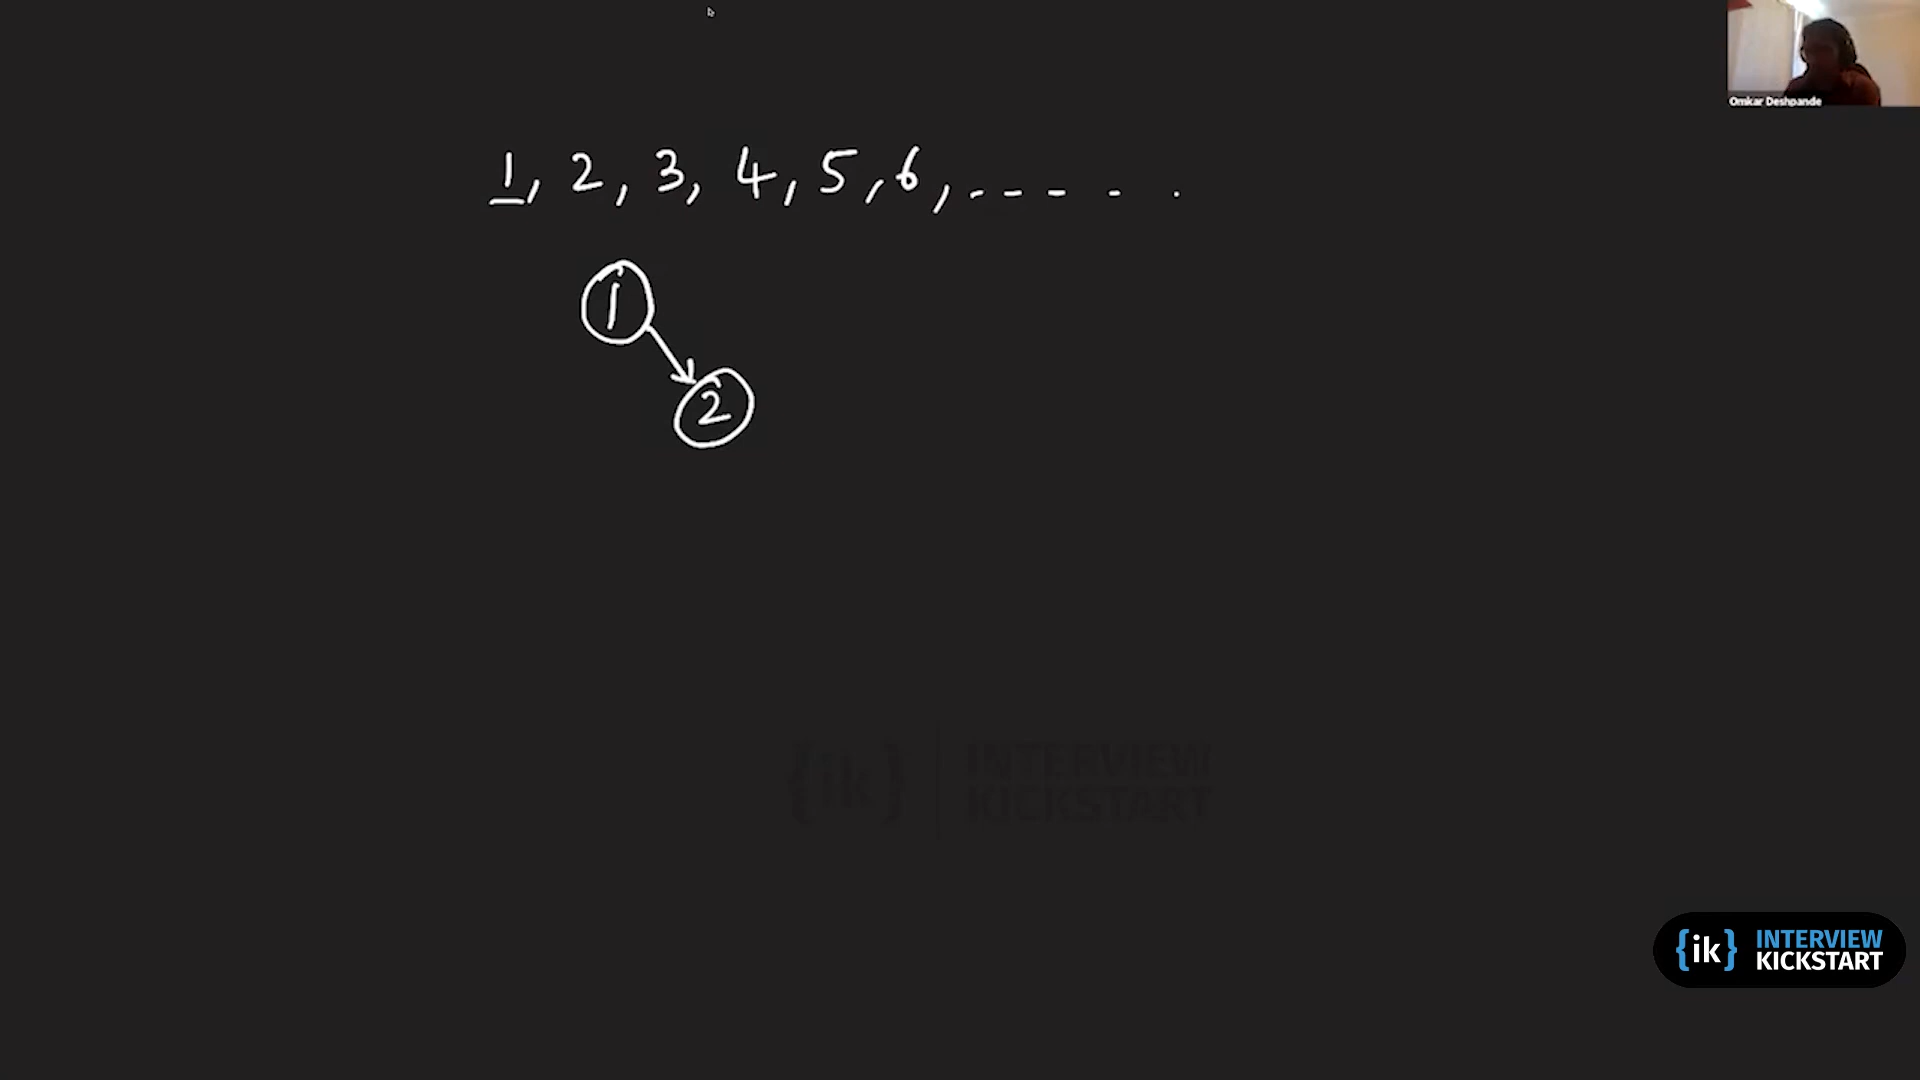 Omkar Deshpande
1, 2, 3, 4, 5, 6, - - - - .
1
2
{ik} INTERVIEW
KICKSTART
{ik} INTERVIEW
KICKSTART